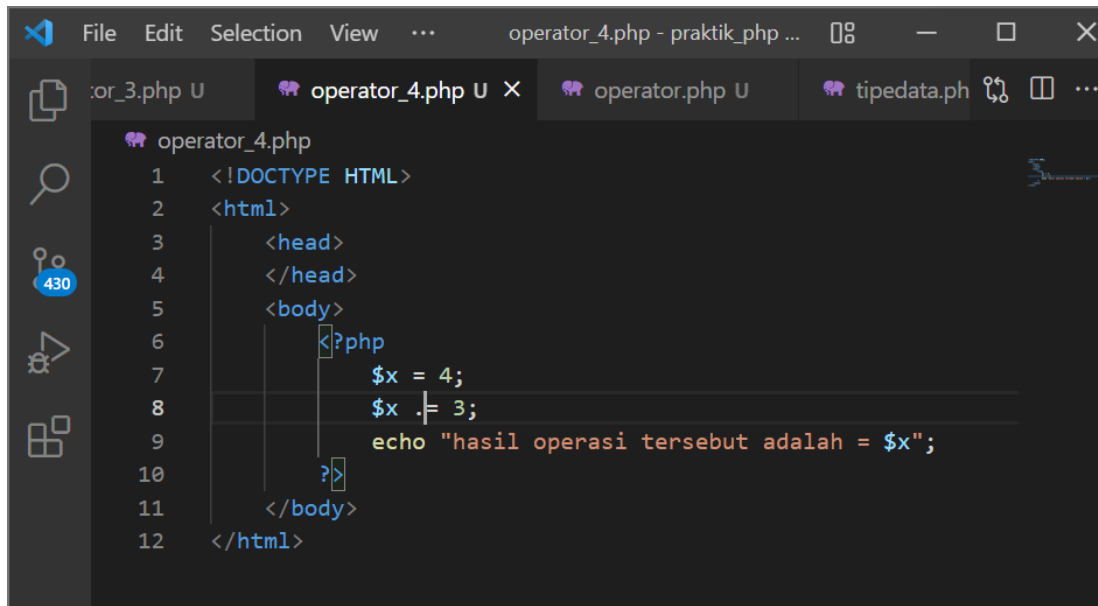 File Edit Selection View ··· operator_4.php - praktik_php ...
tor_3.php U operator_4.php U operator.php U tipedata.ph ···
operator_4.php
1 <!DOCTYPE HTML>
2 <html>
3 <head>
4 </head>
5 <body>
6 <?php
7 $x = 4;
8 $x .= 3;
9 echo "hasil operasi tersebut adalah = $x";
10 ?>
11 </body>
12 </html>
430